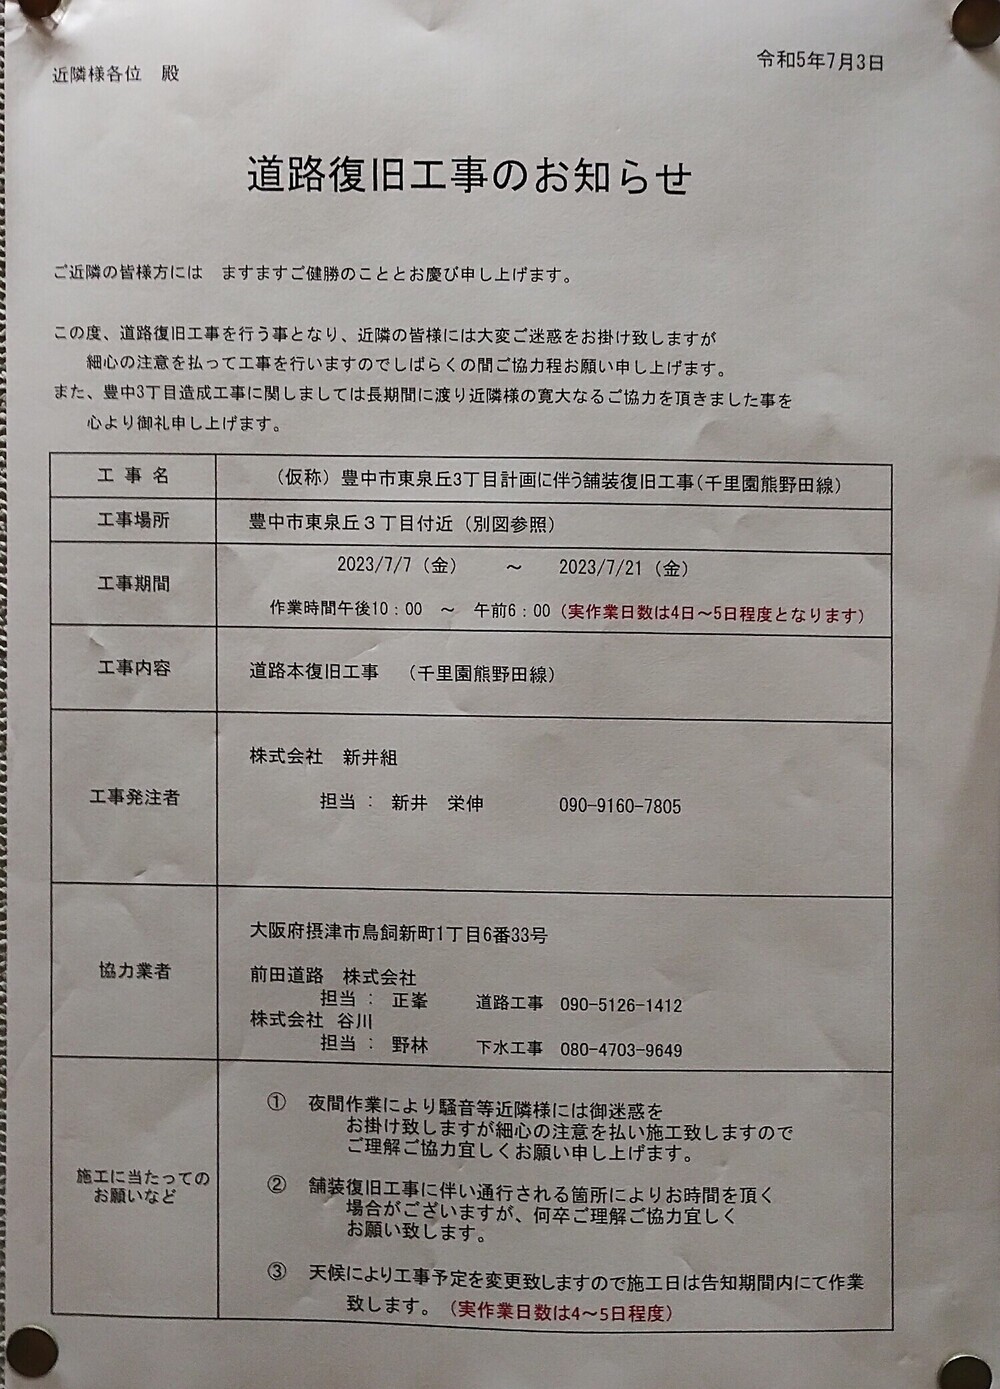 近隣様各位　殿
令和5年7月3日
道路復旧工事のお知らせ
ご近隣の皆様方には　ますますご健勝のこととお慶び申し上げます。
この度、道路復旧工事を行う事となり、近隣の皆様には大変ご迷惑をお掛け致しますが
細心の注意を払って工事を行いますのでしばらくの間ご協力程お願い申し上げます。
また、豊中3丁目造成工事に関しましては長期間に渡り近隣様の寛大なるご協力を頂きました事を
心より御礼申し上げます。
工 事 名　（仮称）豊中市東泉丘3丁目計画に伴う舗装復旧工事(千里園熊野田線)
工事場所　豊中市東泉丘３丁目付近（別図参照）
工事期間　2023/7/7（金）　～　2023/7/21（金）
作業時間午後10：00　～　午前6：00（実作業日数は4日～5日程度となります）
工事内容　道路本復旧工事　（千里園熊野田線）
工事発注者
株式会社　新井組
担当：　新井　栄伸　090-9160-7805
協力業者
大阪府摂津市鳥飼新町1丁目6番33号
前田道路　株式会社
担当：　正峯　道路工事　090-5126-1412
株式会社　谷川
担当：　野林　下水工事　080-4703-9649
施工に当たっての
お願いなど
①　夜間作業により騒音等近隣様には御迷惑を
お掛け致しますが細心の注意を払い施工致しますので
ご理解ご協力宜しくお願い申し上げます。
②　舗装復旧工事に伴い通行される箇所によりお時間を頂く
場合がございますが、何卒ご理解ご協力宜しく
お願い致します。
③　天候により工事予定を変更致しますので施工日は告知期間内にて作業
致します。（実作業日数は4～5日程度）